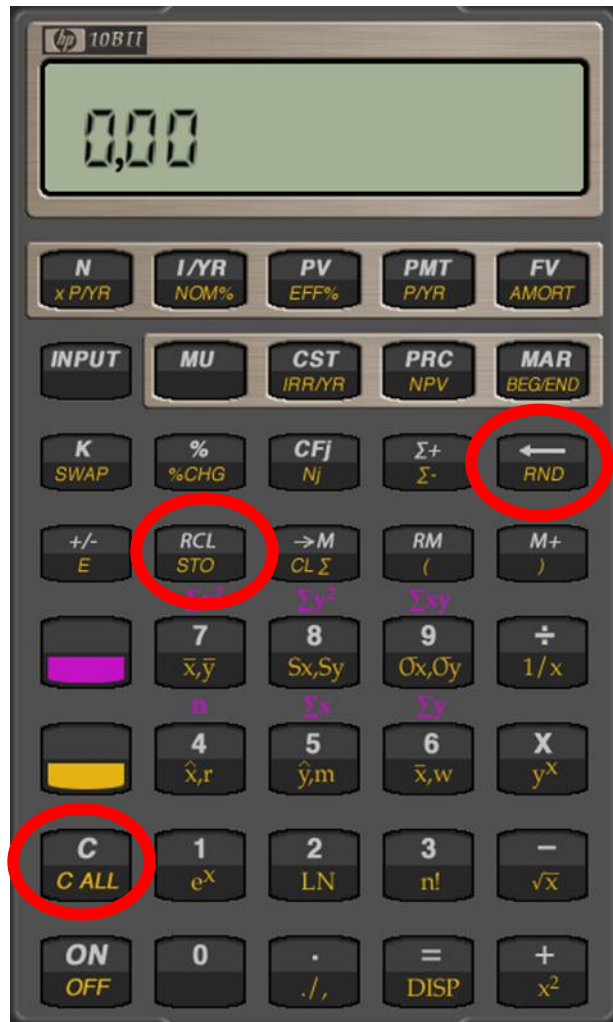 hp 10BII
0,00
N I/YR PV PMT FV
x P/YR NOM% EFF% P/YR AMORT
INPUT MU CST PRC MAR
IRR/YR NPV BEG/END
K % CFj Σ+ ←
SWAP %CHG Nj Σ- RND
+/- RCL →M RM M+
E STO CL Σ ( )
Σy² Σxy
7 8 9 ÷
x̄,ȳ Sx,Sy σx,σy 1/x
n Σx Σy
4 5 6 X
x̂,r ŷ,m x̄,w yˣ
C 1 2 3 −
C ALL eˣ LN n! √x
ON 0 . = +
OFF ./, DISP x²